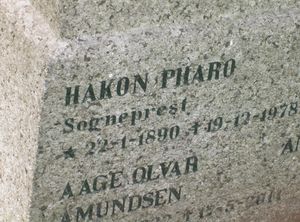 HAKON PHARO
Sogneprest
★ 22-1-1890 ✝19-12-1978
AAGE OLVAR
AMUNDSEN